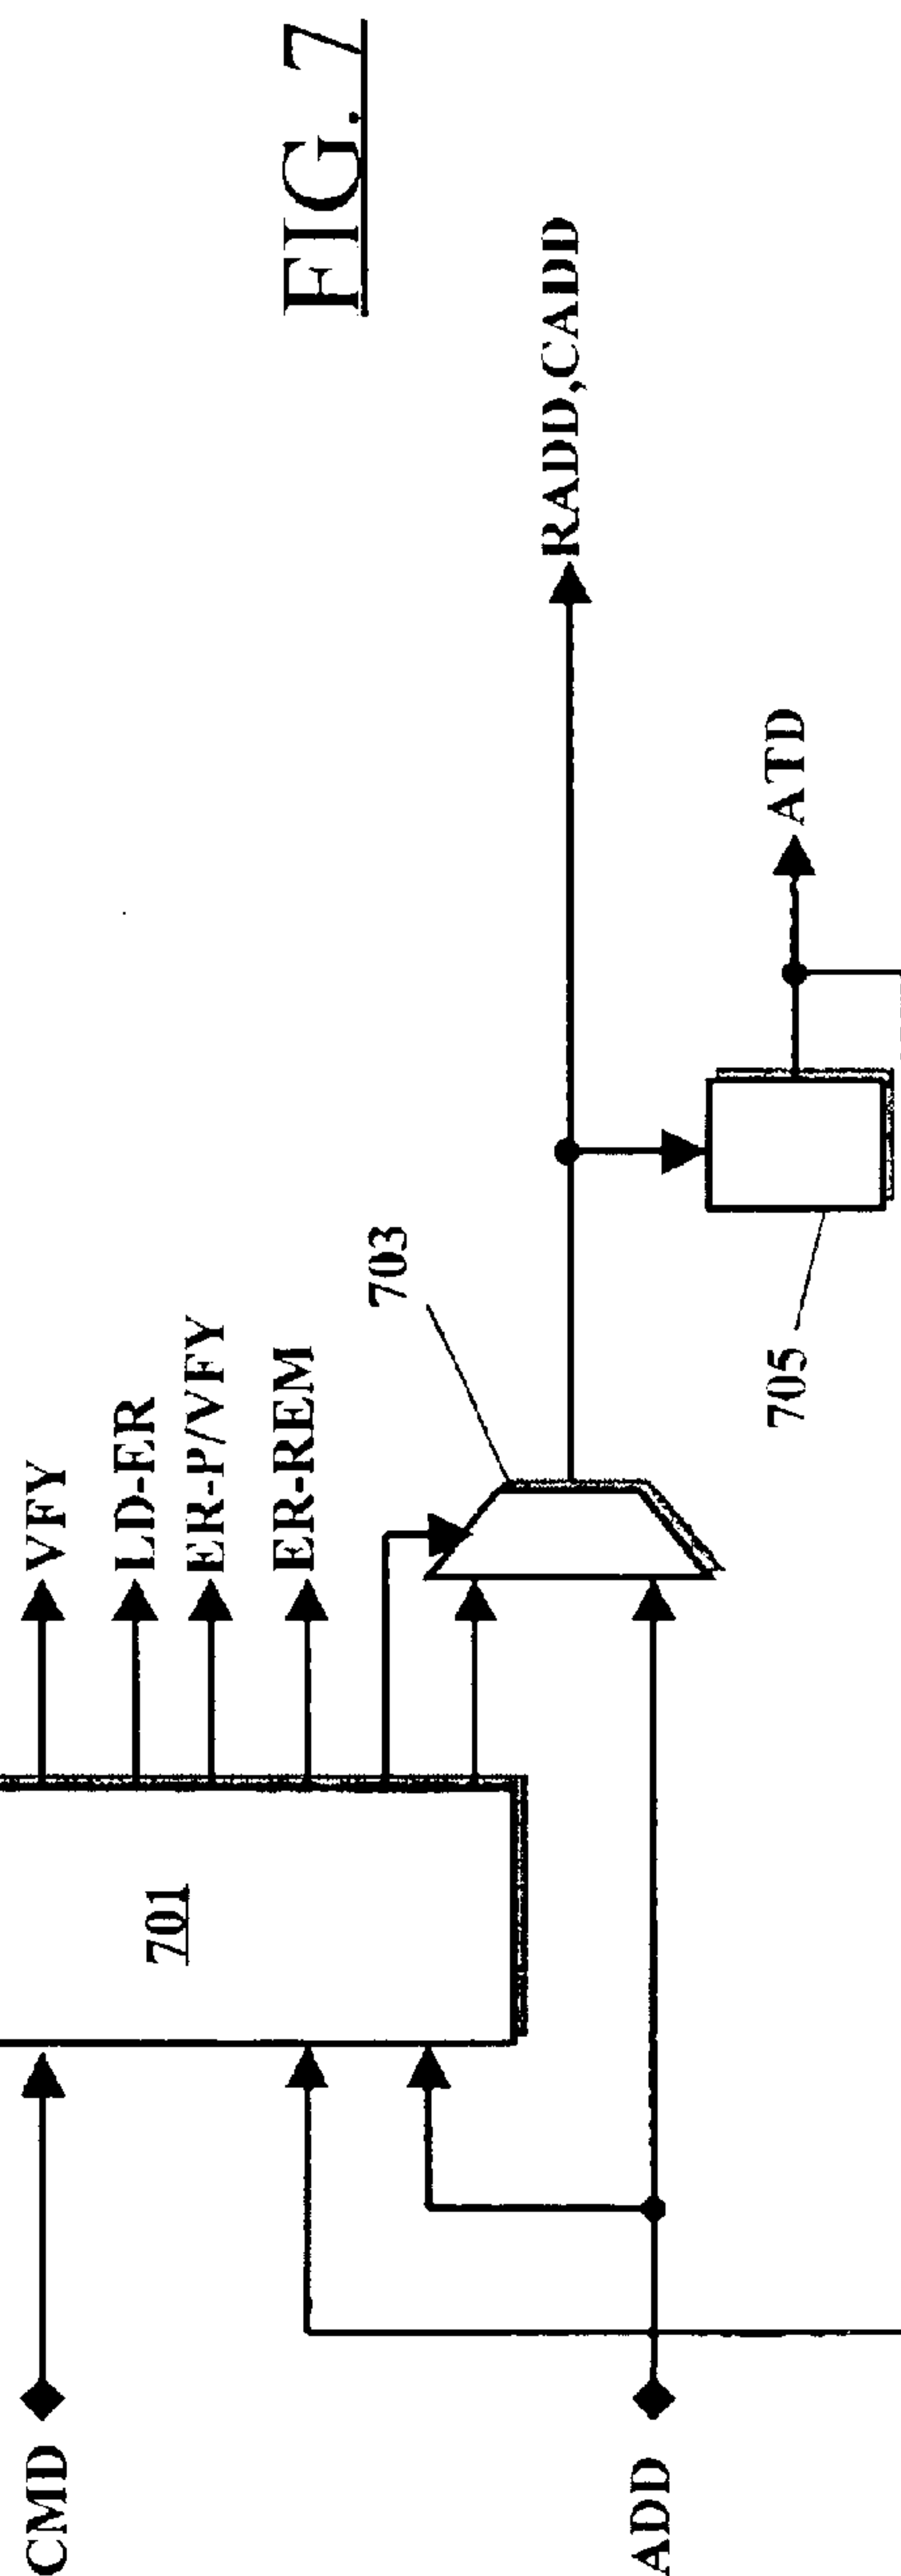 FIG. 7
CMD
701
VFY
LD-ER
ER-P/VFY
ER-REM
703
RADD,CADD
ADD
705
ATD